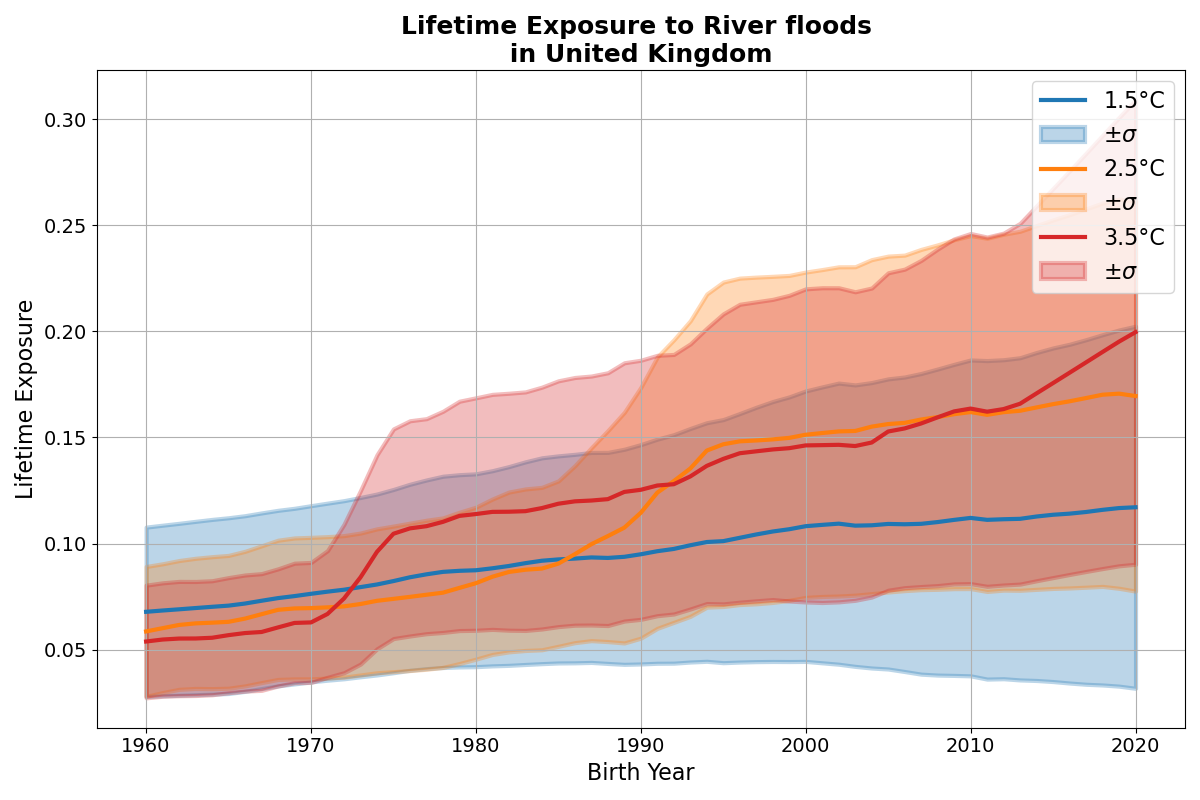 Lifetime Exposure to River floods
in United Kingdom
Lifetime Exposure
0.30
0.25
0.20
0.15
0.10
0.05
1960
1970
1980
1990
2000
2010
2020
Birth Year
1.5°C
±σ
2.5°C
±σ
3.5°C
±σ